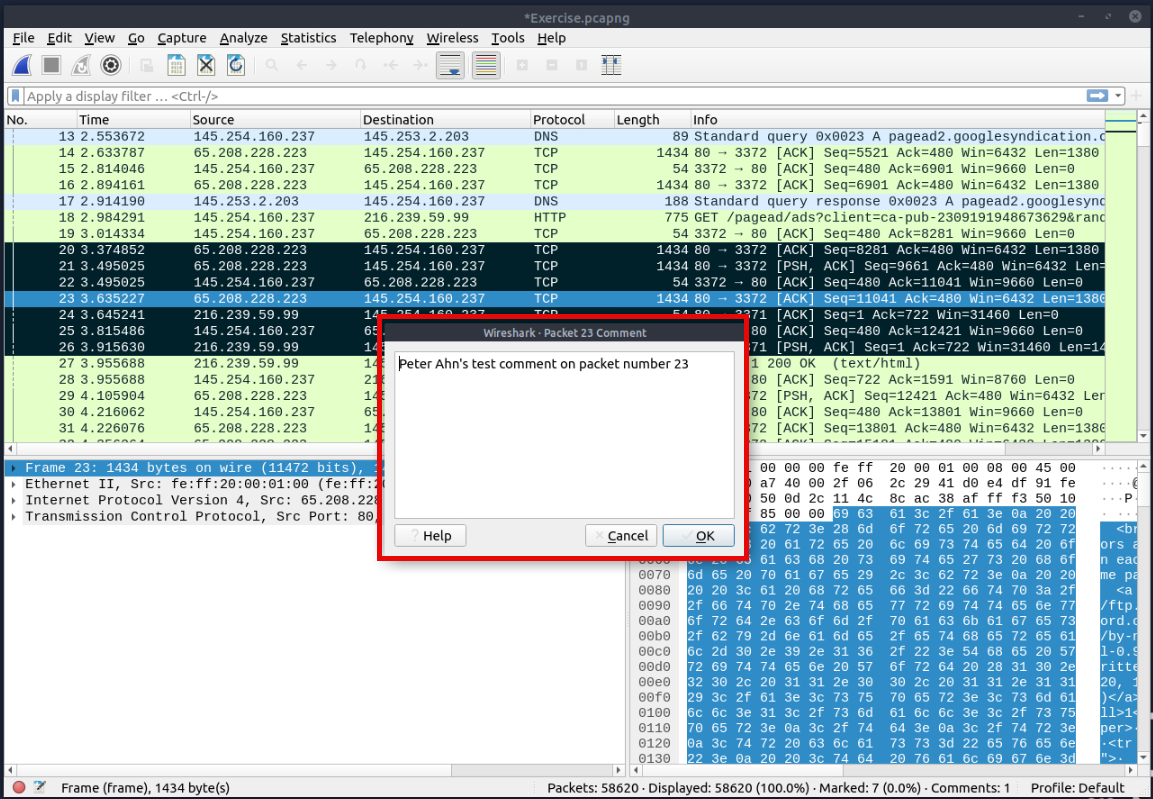 *Exercise.pcapng
File Edit View Go Capture Analyze Statistics Telephony Wireless Tools Help
Apply a display filter … <Ctrl-/>
No. Time Source Destination Protocol Length Info
13 2.553672 145.254.160.237 145.253.2.203 DNS 89 Standard query 0x0023 A pagead2.googlesyndication.c
14 2.633787 65.208.228.223 145.254.160.237 TCP 1434 80 → 3372 [ACK] Seq=5521 Ack=480 Win=6432 Len=1380
15 2.814046 145.254.160.237 65.208.228.223 TCP 54 3372 → 80 [ACK] Seq=480 Ack=6901 Win=9660 Len=0
16 2.894161 65.208.228.223 145.254.160.237 TCP 1434 80 → 3372 [ACK] Seq=6901 Ack=480 Win=6432 Len=1380
17 2.914190 145.253.2.203 145.254.160.237 DNS 188 Standard query response 0x0023 A pagead2.googlesynd
18 2.984291 145.254.160.237 216.239.59.99 HTTP 775 GET /pagead/ads?client=ca-pub-2309191948673629&rand
19 3.014334 145.254.160.237 65.208.228.223 TCP 54 3372 → 80 [ACK] Seq=480 Ack=8281 Win=9660 Len=0
20 3.374852 65.208.228.223 145.254.160.237 TCP 1434 80 → 3372 [ACK] Seq=8281 Ack=480 Win=6432 Len=1380
21 3.495025 65.208.228.223 145.254.160.237 TCP 1434 80 → 3372 [PSH, ACK] Seq=9661 Ack=480 Win=6432 Len=
22 3.495025 145.254.160.237 65.208.228.223 TCP 54 3372 → 80 [ACK] Seq=480 Ack=11041 Win=9660 Len=0
23 3.635227 65.208.228.223 145.254.160.237 TCP 1434 80 → 3372 [ACK] Seq=11041 Ack=480 Win=6432 Len=1380
24 3.645241 216.239.59.99 145.254.160.237 TCP 54 80 → 3371 [ACK] Seq=1 Ack=722 Win=31460 Len=0
25 3.815486 145.254.160.237 65. 80 [ACK] Seq=480 Ack=12421 Win=9660 Len=0
26 3.915630 216.239.59.99 14 371 [PSH, ACK] Seq=1 Ack=722 Win=31460 Len=14
27 3.955688 216.239.59.99 14 1 200 OK (text/html)
28 3.955688 145.254.160.237 21 80 [ACK] Seq=722 Ack=1591 Win=8760 Len=0
29 4.105904 65.208.228.223 14 372 [PSH, ACK] Seq=12421 Ack=480 Win=6432 Len
30 4.216062 145.254.160.237 65. 80 [ACK] Seq=480 Ack=13801 Win=9660 Len=0
31 4.226076 65.208.228.223 14 372 [ACK] Seq=13801 Ack=480 Win=6432 Len=1380
Wireshark · Packet 23 Comment
Peter Ahn's test comment on packet number 23
Help Cancel OK
Frame 23: 1434 bytes on wire (11472 bits),
Ethernet II, Src: fe:ff:20:00:01:00 (fe:ff:20
Internet Protocol Version 4, Src: 65.208.228
Transmission Control Protocol, Src Port: 80,
00 00 00 fe ff 20 00 01 00 08 00 45 00
a7 40 00 2f 06 2c 29 41 d0 e4 df 91 fe
50 0d 2c 11 4c 8c ac 38 af ff f3 50 10 ···P·
85 00 00 69 63 61 3c 2f 61 3e 0a 20 20
62 72 3e 28 6d 6f 72 65 20 6d 69 72 72 <br
20 61 72 65 20 6c 69 73 74 65 64 20 6f ors a
61 63 68 20 73 69 74 65 27 73 20 68 6f n eac
0070 6d 65 20 70 61 67 65 29 2c 3c 62 72 3e 0a 20 20 me pa
0080 20 20 3c 61 20 68 72 65 66 3d 22 66 74 70 3a 2f <a
0090 2f 66 74 70 2e 74 68 65 77 72 69 74 74 65 6e 77 /ftp.
00a0 6f 72 64 2e 63 6f 6d 2f 70 61 63 6b 61 67 65 73 ord.c
00b0 2f 62 79 2d 6e 61 6d 65 2f 65 74 68 65 72 65 61 /by-n
00c0 6c 2d 30 2e 39 2e 31 36 2f 22 3e 54 68 65 20 57 l-0.9
00d0 72 69 74 74 65 6e 20 57 6f 72 64 20 28 31 30 2e ritte
00e0 32 30 2c 20 31 31 2e 30 30 2c 20 31 31 2e 31 31 20, 1
00f0 29 3c 2f 61 3e 3c 73 75 70 65 72 3e 3c 73 6d 61 )</a>
0100 6c 6c 3e 31 3c 2f 73 6d 61 6c 6c 3e 3c 2f 73 75 ll>1<
0110 70 65 72 3e 0a 3c 2f 74 64 3e 0a 3c 2f 74 72 3e per>·
0120 0a 3c 74 72 20 63 6c 61 73 73 3d 22 65 76 65 6e ·<tr
0130 22 3e 0a 20 20 3c 74 64 20 76 61 6c 69 67 6e 3d ">·
Frame (frame), 1434 byte(s) Packets: 58620 · Displayed: 58620 (100.0%) · Marked: 7 (0.0%) · Comments: 1 Profile: Default